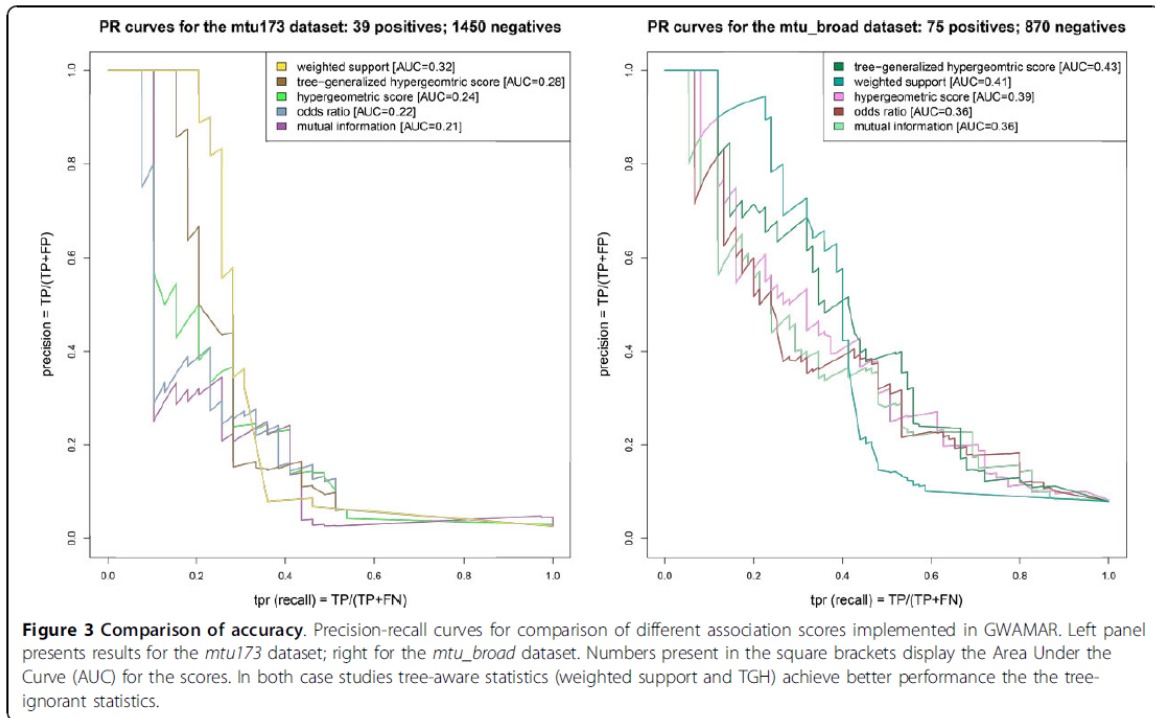 PR curves for the mtu173 dataset: 39 positives; 1450 negatives
weighted support [AUC=0.32]
tree-generalized hypergeomtric score [AUC=0.28]
hypergeometric score [AUC=0.24]
odds ratio [AUC=0.22]
mutual information [AUC=0.21]
precision = TP/(TP+FP)
1.0
0.8
0.6
0.4
0.2
0.0
0.0 0.2 0.4 0.6 0.8 1.0
tpr (recall) = TP/(TP+FN)
PR curves for the mtu_broad dataset: 75 positives; 870 negatives
tree-generalized hypergeomtric score [AUC=0.43]
weighted support [AUC=0.41]
hypergeometric score [AUC=0.39]
odds ratio [AUC=0.36]
mutual information [AUC=0.36]
precision = TP/(TP+FP)
1.0
0.8
0.6
0.4
0.2
0.0
0.0 0.2 0.4 0.6 0.8 1.0
tpr (recall) = TP/(TP+FN)
Figure 3 Comparison of accuracy. Precision-recall curves for comparison of different association scores implemented in GWAMAR. Left panel
presents results for the mtu173 dataset; right for the mtu_broad dataset. Numbers present in the square brackets display the Area Under the
Curve (AUC) for the scores. In both case studies tree-aware statistics (weighted support and TGH) achieve better performance the the tree-
ignorant statistics.